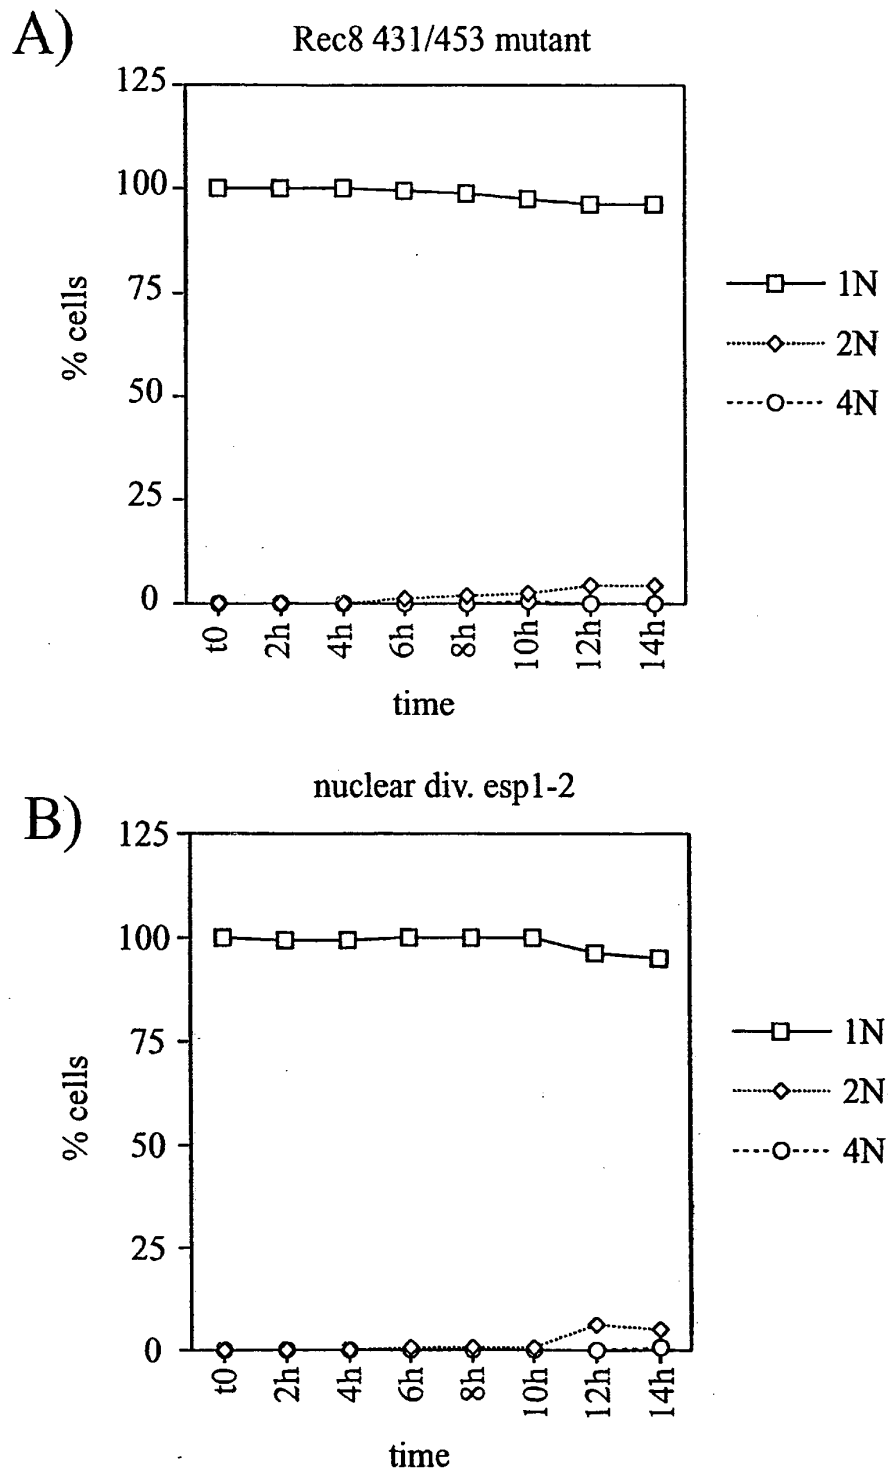 A)
Rec8 431/453 mutant
125
100
75
50
25
0
% cells
t0 2h 4h 6h 8h 10h 12h 14h
time
1N
2N
4N
B)
nuclear div. esp1-2
125
100
75
50
25
0
% cells
t0 2h 4h 6h 8h 10h 12h 14h
time
1N
2N
4N